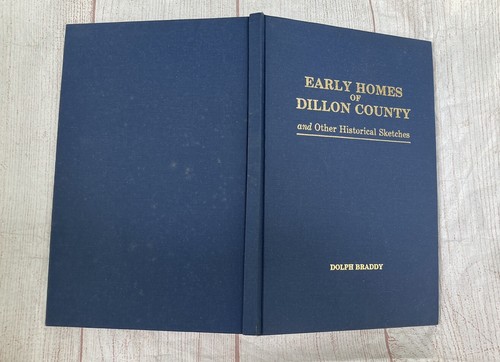 EARLY HOMES
OF
DILLON COUNTY
and Other Historical Sketches
DOLPH BRADDY